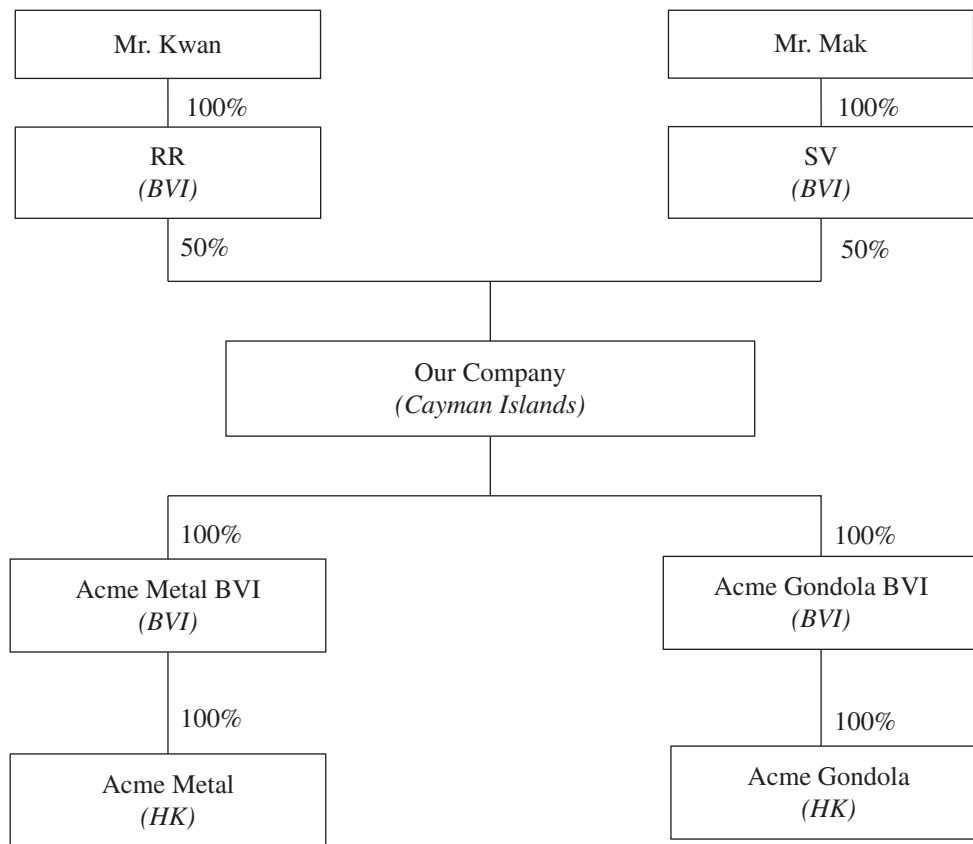 Mr. Kwan
Mr. Mak
100%
100%
RR
(BVI)
SV
(BVI)
50%
50%
Our Company
(Cayman Islands)
100%
100%
Acme Metal BVI
(BVI)
Acme Gondola BVI
(BVI)
100%
100%
Acme Metal
(HK)
Acme Gondola
(HK)